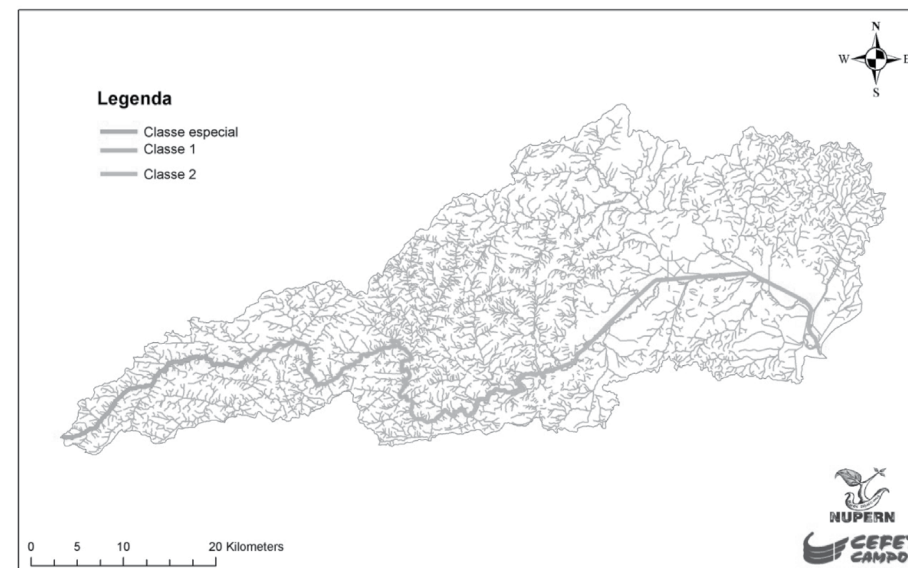 N
W E
S
Legenda
Classe especial
Classe 1
Classe 2
0 5 10 20 Kilometers
NUPERN
CEFET
CAMPO